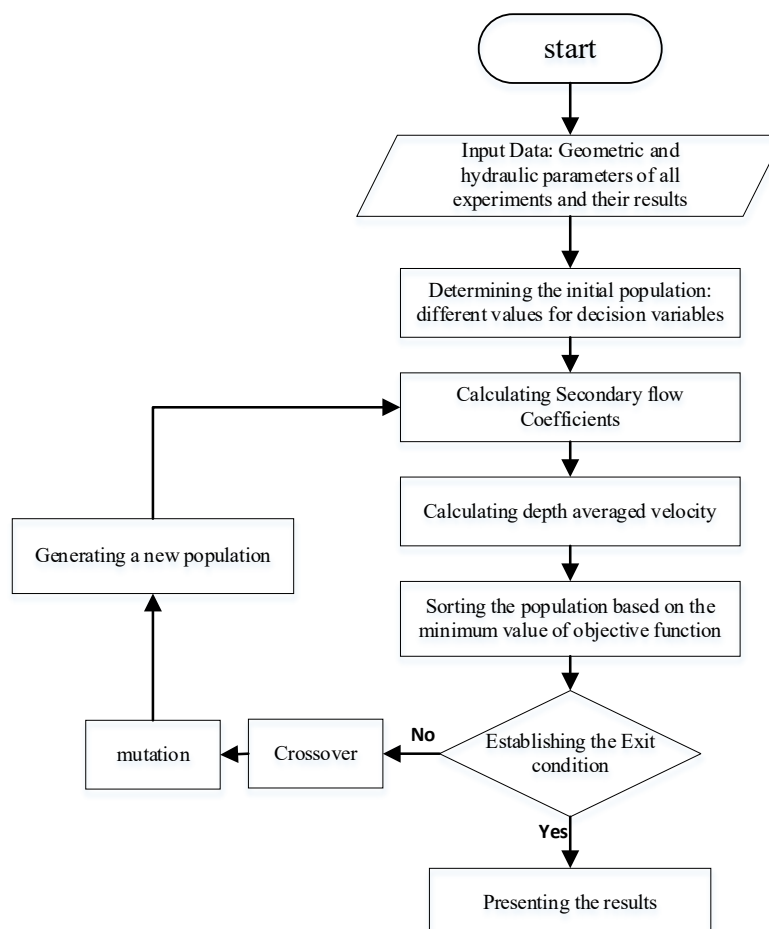 start
Input Data: Geometric and
hydraulic parameters of all
experiments and their results
Determining the initial population:
different values for decision variables
Calculating Secondary flow
Coefficients
Calculating depth averaged velocity
Generating a new population
Sorting the population based on the
minimum value of objective function
No
Establishing the Exit
condition
Crossover
mutation
Yes
Presenting the results